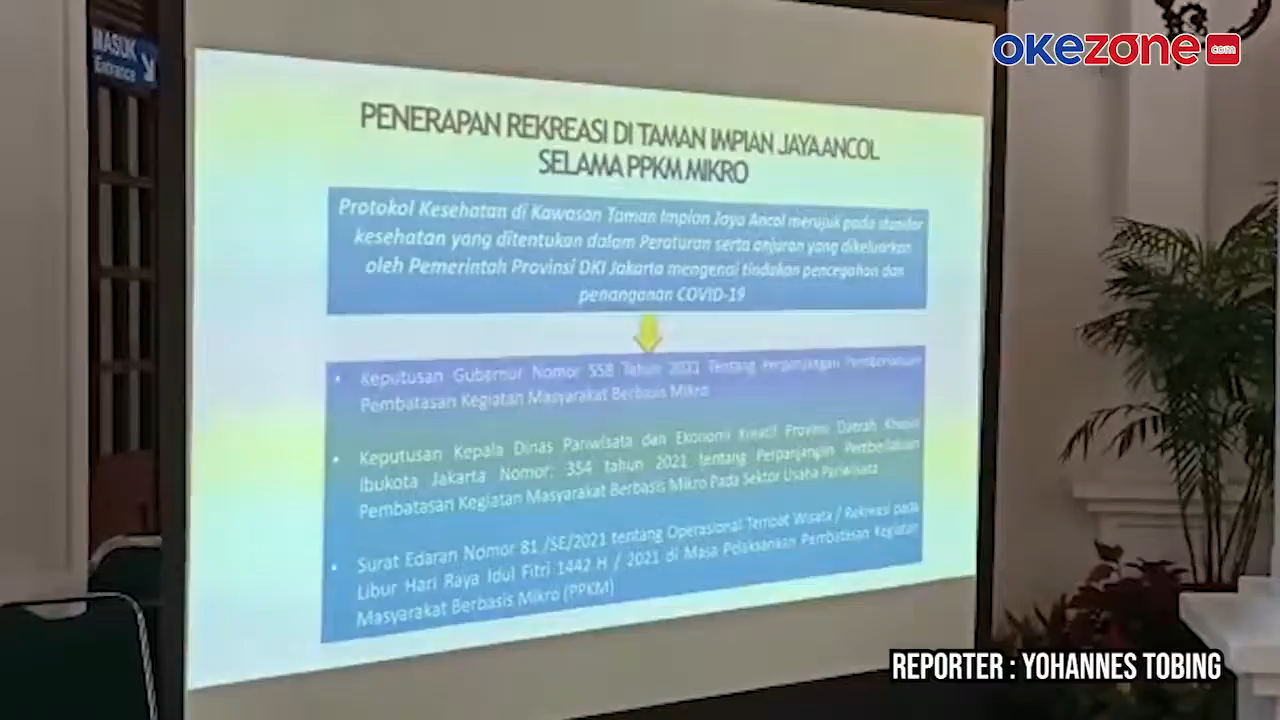 MASUK
Entrance
OKEZONE.com
PENERAPAN REKREASI DI TAMAN IMPIAN JAYA ANCOL
SELAMA PPKM MIKRO
Protokol Kesehatan di Kawasan Taman Impian Jaya Ancol merujuk pada standar
kesehatan yang ditentukan dalam Peraturan serta anjuran yang dikeluarkan
oleh Pemerintah Provinsi DKI Jakarta mengenai tindakan pencegahan dan
penanganan COVID-19
• Keputusan Gubernur Nomor 558 Tahun 2021 Tentang Perpanjangan Pemberlakuan
Pembatasan Kegiatan Masyarakat Berbasis Mikro
• Keputusan Kepala Dinas Pariwisata dan Ekonomi Kreatif Provinsi Daerah Khusus
Ibukota Jakarta Nomor: 354 tahun 2021 tentang Perpanjangan Pemberlakuan
Pembatasan Kegiatan Masyarakat Berbasis Mikro Pada Sektor Usaha Pariwisata
• Surat Edaran Nomor 81 /SE/2021 tentang Operasional Tempat Wisata / Rekreasi pada
Libur Hari Raya Idul Fitri 1442 H / 2021 di Masa Pelaksankan Pembatasan Kegiatan
Masyarakat Berbasis Mikro (PPKM)
REPORTER : YOHANNES TOBING